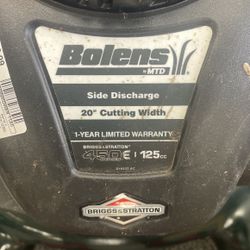 Bolens
BY MTD
Side Discharge
20" Cutting Width
1-YEAR LIMITED WARRANTY
BRIGGS & STRATTON
450E 125cc
BRIGGS & STRATTON